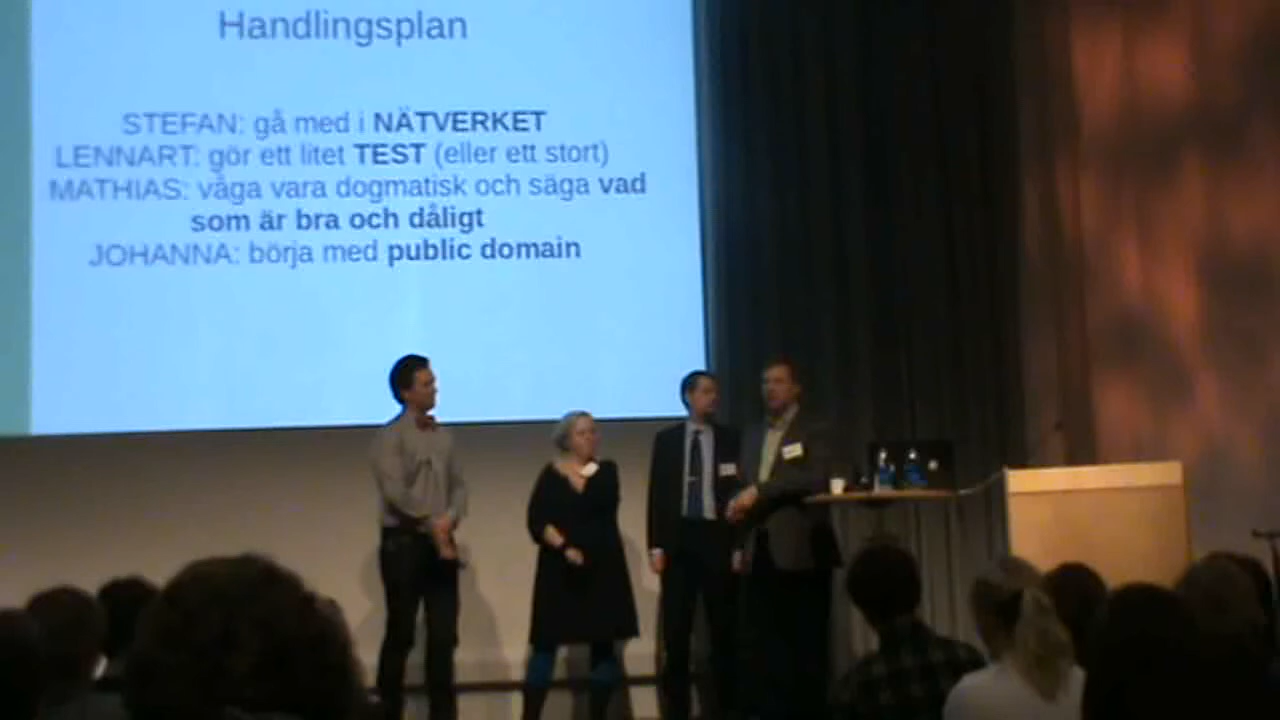 Handlingsplan
STEFAN: gå med i NÄTVERKET
LENNART: gör ett litet TEST (eller ett stort)
MATHIAS: våga vara dogmatisk och säga vad
som är bra och dåligt
JOHANNA: börja med public domain